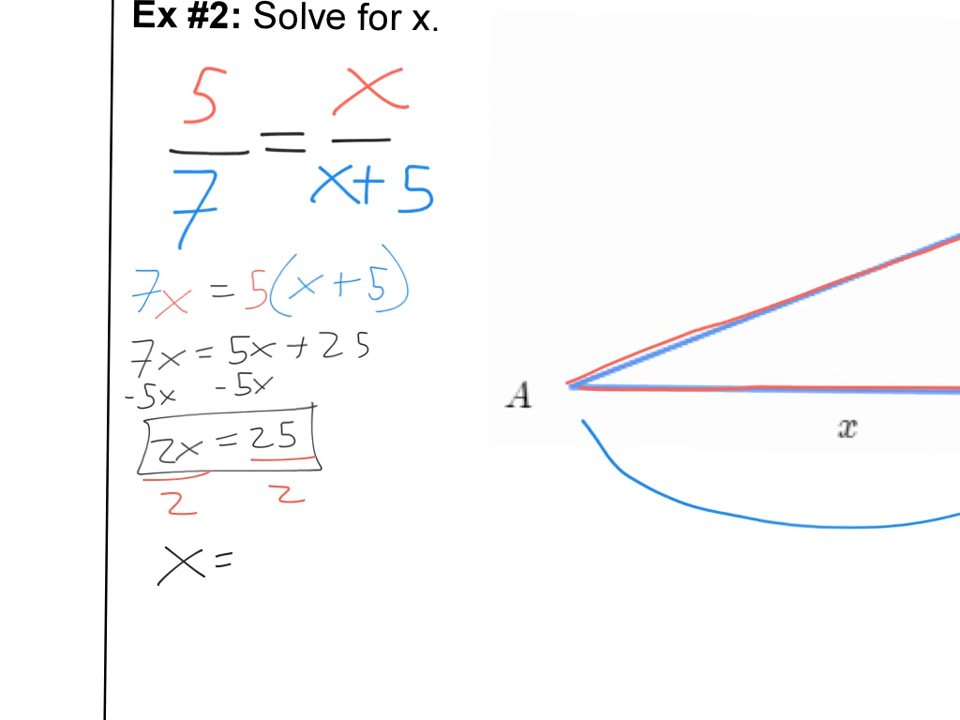 Ex #2: Solve for x.
5/7 = x/x+5
7x = 5(x+5)
7x = 5x + 25
-5x -5x
2x = 25
2 2
x =
A
x